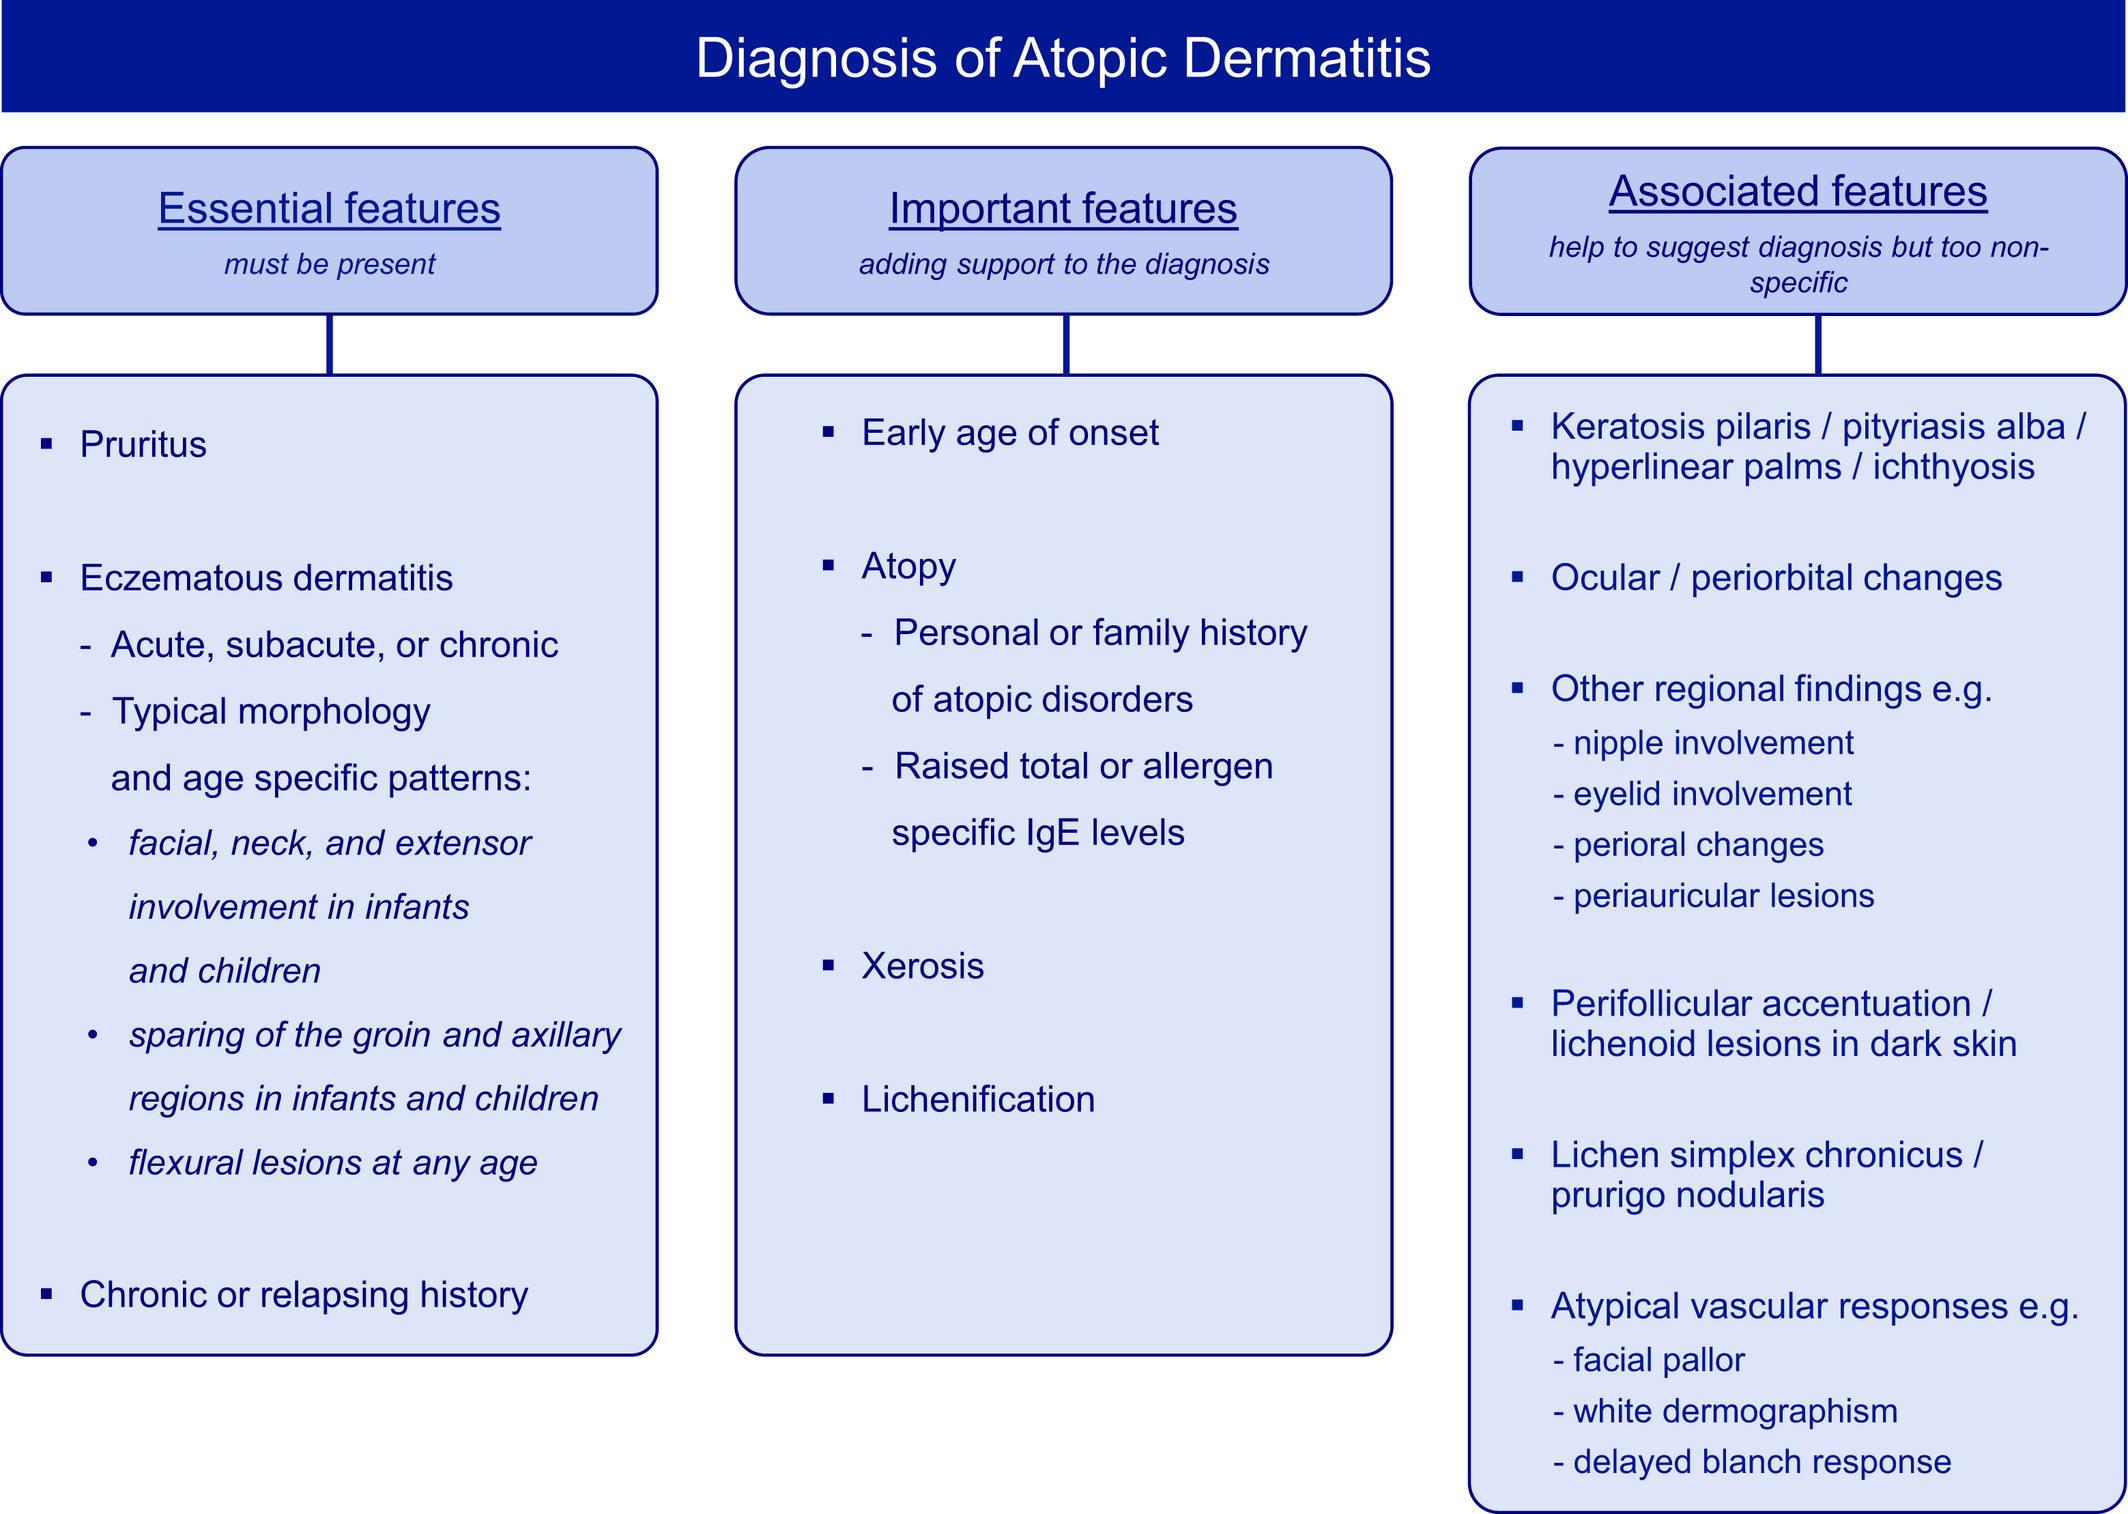 Diagnosis of Atopic Dermatitis
Essential features
must be present
▪ Pruritus
▪ Eczematous dermatitis
- Acute, subacute, or chronic
- Typical morphology
and age specific patterns:
• facial, neck, and extensor
involvement in infants
and children
• sparing of the groin and axillary
regions in infants and children
• flexural lesions at any age
▪ Chronic or relapsing history
Important features
adding support to the diagnosis
▪ Early age of onset
▪ Atopy
- Personal or family history
of atopic disorders
- Raised total or allergen
specific IgE levels
▪ Xerosis
▪ Lichenification
Associated features
help to suggest diagnosis but too non-
specific
▪ Keratosis pilaris / pityriasis alba /
hyperlinear palms / ichthyosis
▪ Ocular / periorbital changes
▪ Other regional findings e.g.
- nipple involvement
- eyelid involvement
- perioral changes
- periauricular lesions
▪ Perifollicular accentuation /
lichenoid lesions in dark skin
▪ Lichen simplex chronicus /
prurigo nodularis
▪ Atypical vascular responses e.g.
- facial pallor
- white dermographism
- delayed blanch response